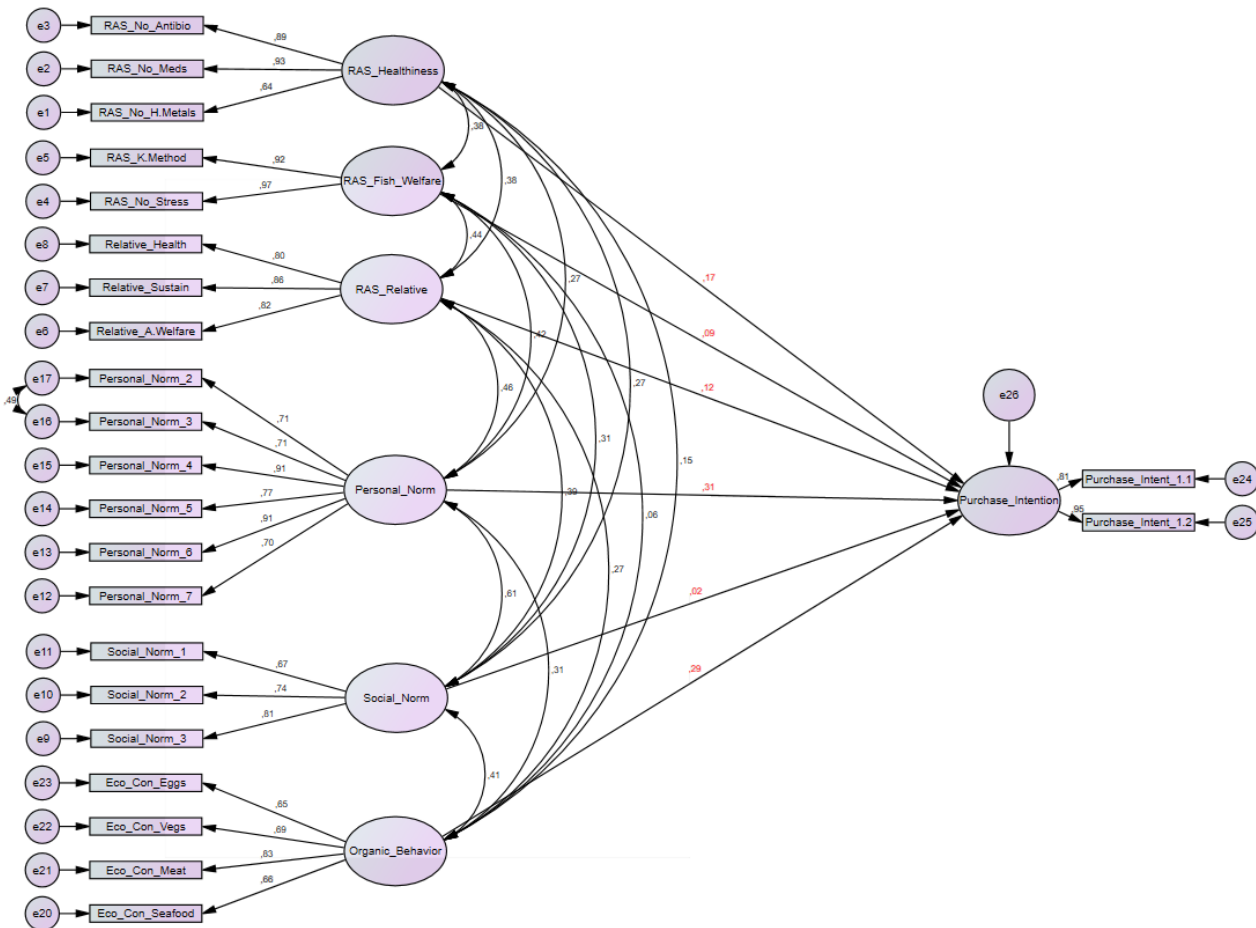 e3 RAS_No_Antibio ,89
e2 RAS_No_Meds ,93 RAS_Healthiness
e1 RAS_No_H.Metals ,64
,38
e5 RAS_K.Method ,92
RAS_Fish_Welfare ,38
e4 RAS_No_Stress ,97
,44
e8 Relative_Health ,80
,27 ,17
e7 Relative_Sustain ,86 RAS_Relative
e6 Relative_A.Welfare ,82
,42 ,09
e17 Personal_Norm_2
,46 ,27 ,12
,49
e16 Personal_Norm_3 ,71
,71
e26
e15 Personal_Norm_4 ,91
,31 ,15
e14 Personal_Norm_5 ,77 Personal_Norm ,31
,39 ,06
Purchase_Intention ,81 Purchase_Intent_1.1 e24
,95 Purchase_Intent_1.2 e25
e13 Personal_Norm_6 ,91
,27
e12 Personal_Norm_7 ,70
,61 ,02
e11 Social_Norm_1 ,67
,31 ,29
e10 Social_Norm_2 ,74 Social_Norm
e9 Social_Norm_3 ,81
,41
e23 Eco_Con_Eggs ,65
e22 Eco_Con_Vegs ,69
Organic_Behavior
e21 Eco_Con_Meat ,83
e20 Eco_Con_Seafood ,66